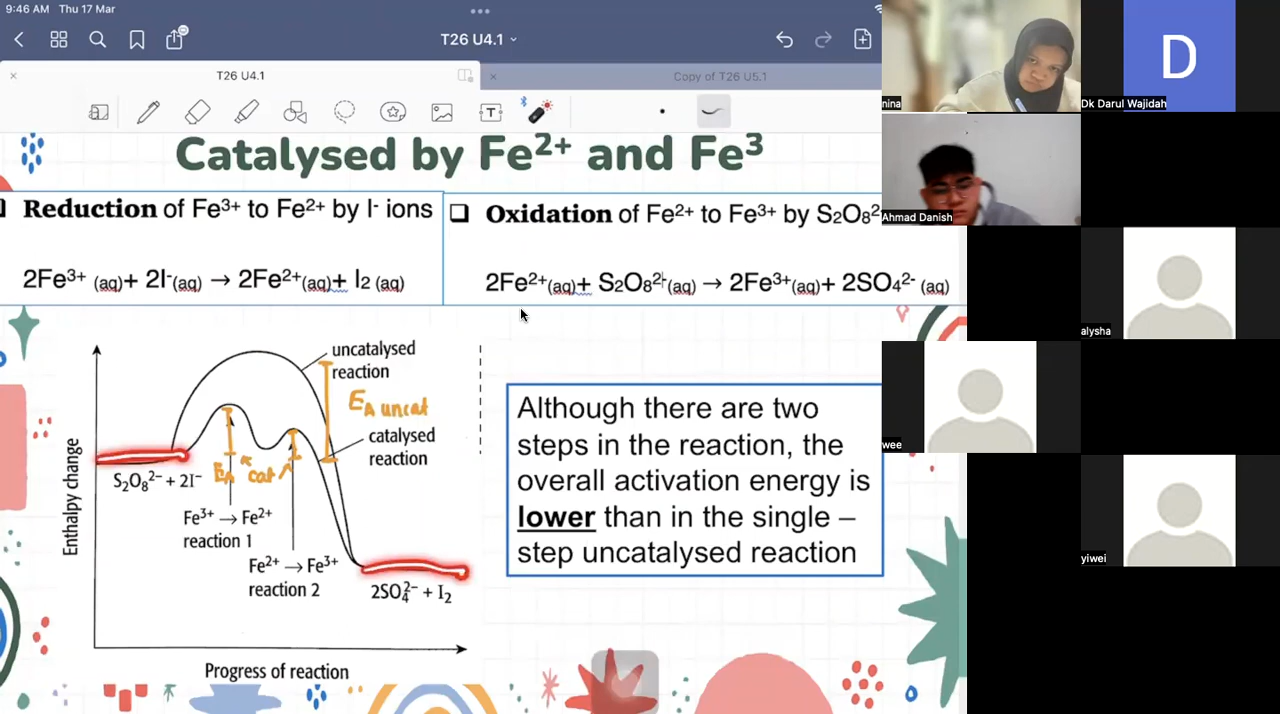 9:46 AM Thu 17 Mar
T26 U4.1
T26 U4.1
Copy of T26 U5.1
Catalysed by Fe²⁺ and Fe³
Reduction of Fe³⁺ to Fe²⁺ by I⁻ ions
2Fe³⁺ (aq)+ 2I⁻(aq) → 2Fe²⁺(aq)+ I₂ (aq)
Oxidation of Fe²⁺ to Fe³⁺ by S₂O₈²
2Fe²⁺(aq)+ S₂O₈²⁻(aq) → 2Fe³⁺(aq)+ 2SO₄²⁻ (aq)
Enthalpy change
uncatalysed
reaction
E_A uncat
catalysed
reaction
E_A cat
S₂O₈²⁻ + 2I⁻
Fe³⁺ → Fe²⁺
reaction 1
Fe²⁺ → Fe³⁺
reaction 2
2SO₄²⁻ + I₂
Progress of reaction
Although there are two
steps in the reaction, the
overall activation energy is
lower than in the single –
step uncatalysed reaction
nina
D
Dk Darul Wajidah
Ahmad Danish
alysha
wee
yiwei